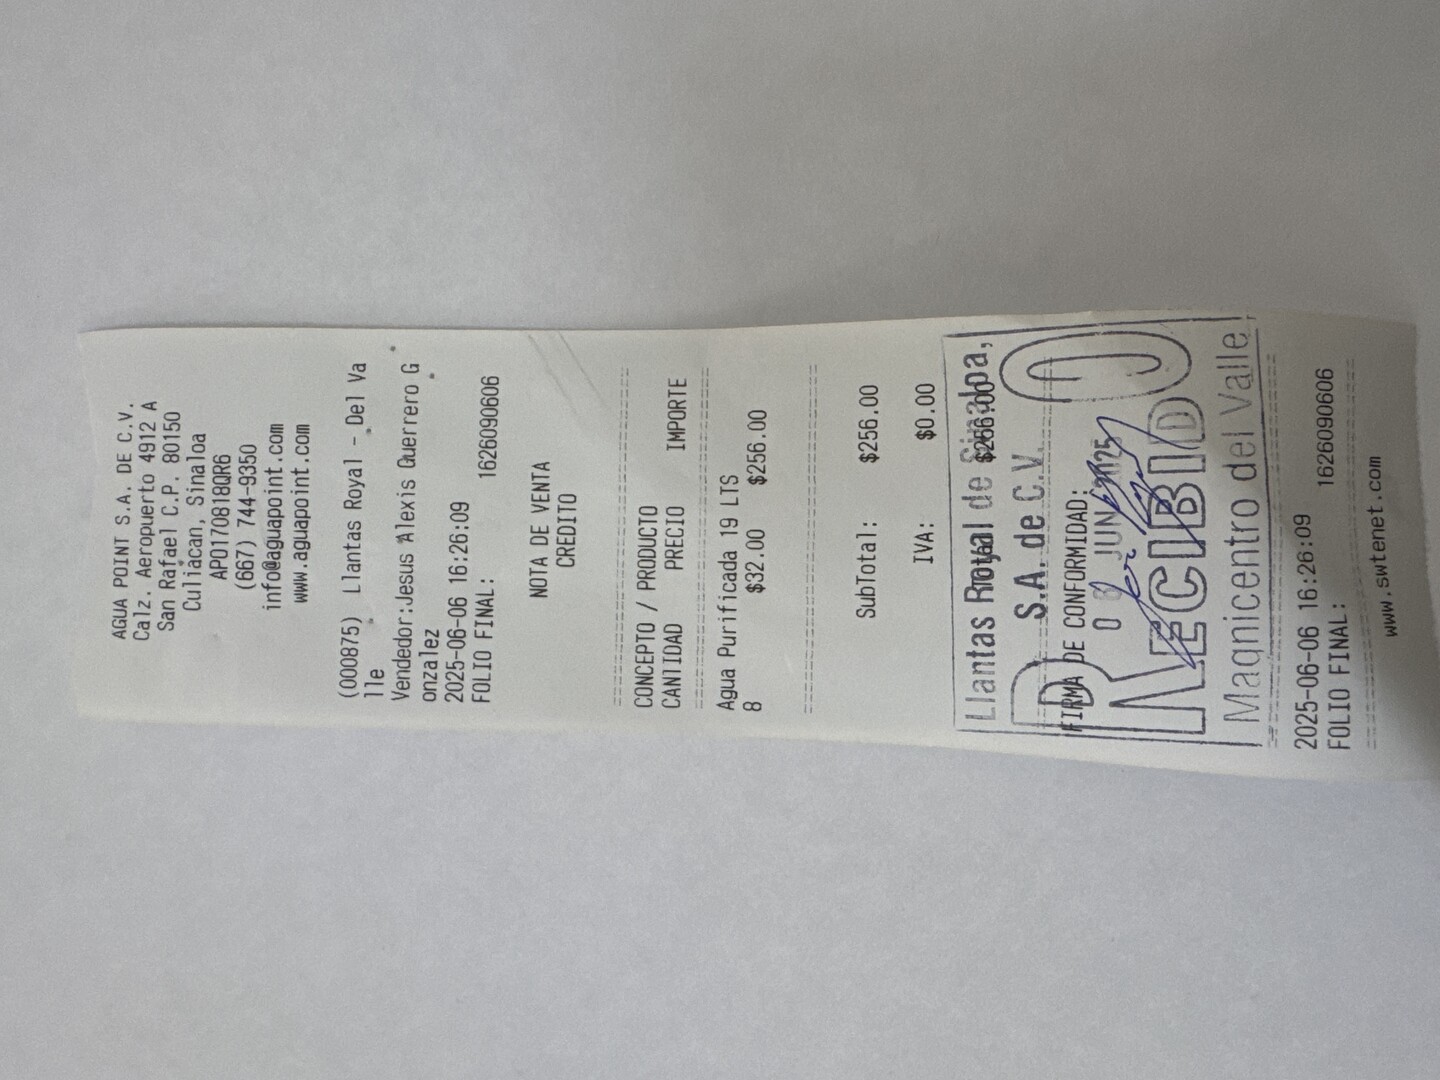 AGUA POINT S.A. DE C.V.
Calz. Aeropuerto 4912 A
San Rafael C.P. 80150
Culiacan, Sinaloa
APO170818QR6
(667) 744-9350
info@aguapoint.com
www.aguapoint.com
(000875) Llantas Royal - Del Va
lle
Vendedor:Jesus Alexis Guerrero G
onzalez
2025-06-06 16:26:09
FOLIO FINAL: 1626090606
NOTA DE VENTA
CREDITO
CONCEPTO / PRODUCTO
CANTIDAD PRECIO IMPORTE
Agua Purificada 19 LTS
8 $32.00 $256.00
SubTotal: $256.00
IVA: $0.00
Total $256.00
Llantas Royal de Sinaloa,
S.A. de C.V.
FIRMA DE CONFORMIDAD:
JUN
RECIBIDO
Magnicentro del Valle
2025-06-06 16:26:09
FOLIO FINAL: 1626090606
www.swtenet.com